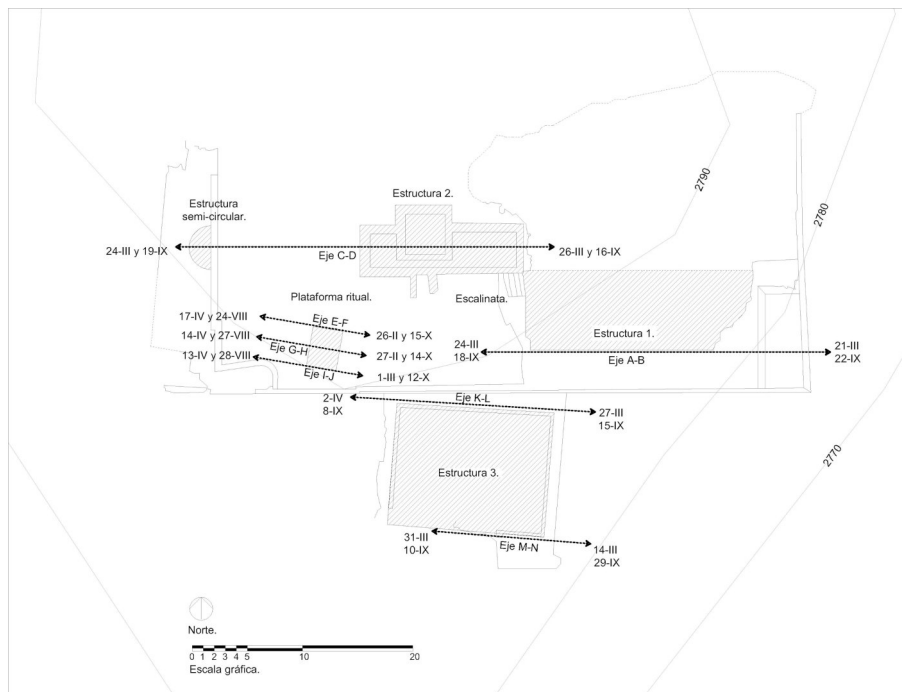 2790
2780
Estructura 2.
Estructura
semi-circular.
24-III y 19-IX
Eje C-D
26-III y 16-IX
Plataforma ritual.
Escalinata.
17-IV y 24-VIII
Eje E-F
26-II y 15-X
14-IV y 27-VIII
Eje G-H
27-II y 14-X
13-IV y 28-VIII
Eje I-J
1-III y 12-X
Estructura 1.
24-III
18-IX
Eje A-B
21-III
22-IX
2-IV
8-IX
Eje K-L
27-III
15-IX
2770
Estructura 3.
31-III
10-IX
Eje M-N
14-III
29-IX
Norte.
0 1 2 3 4 5 10 20
Escala gráfica.